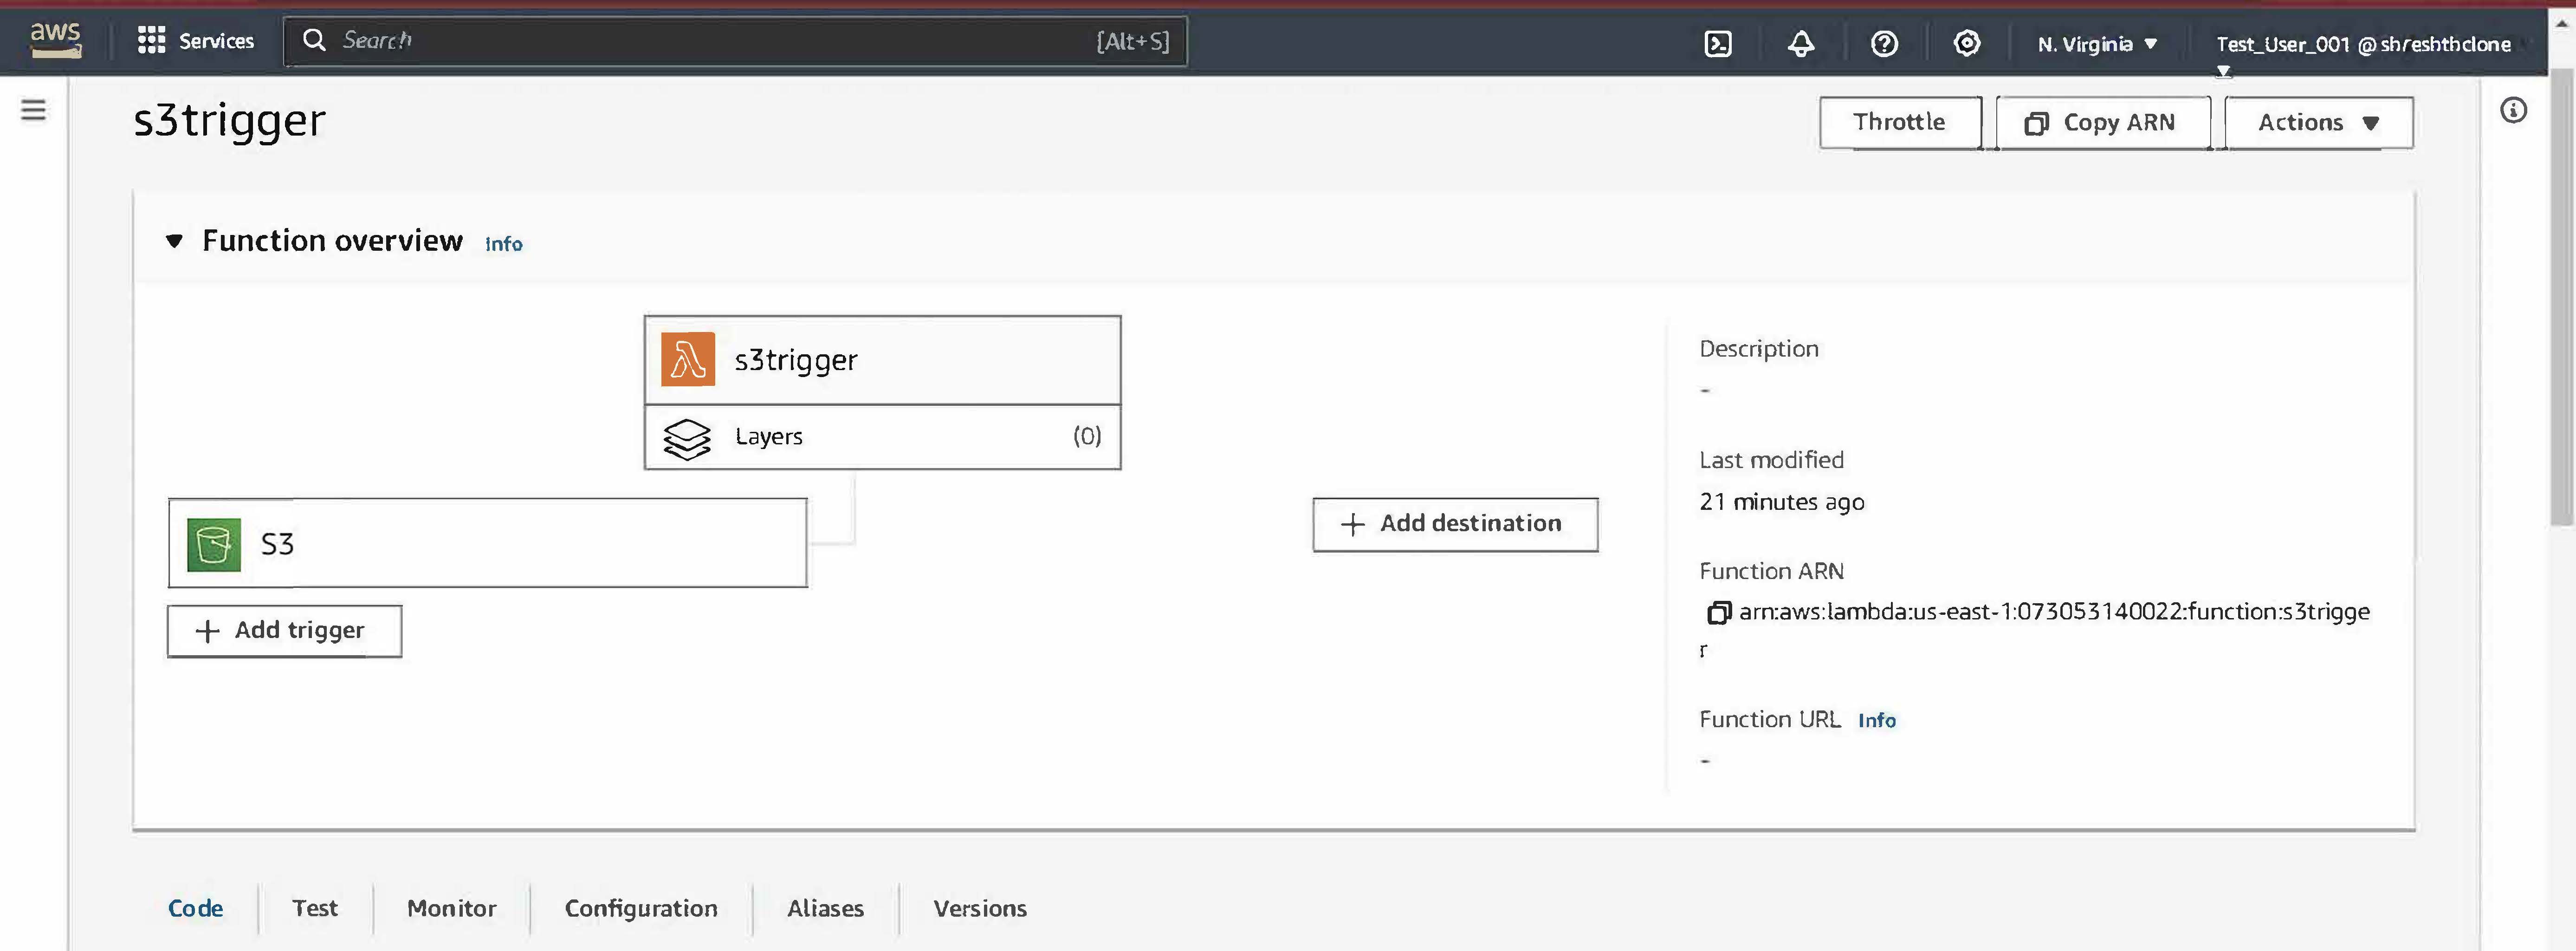 aws Services Search [Alt+S] N. Virginia Test_User_001 @ shreshthclone
s3trigger
Throttle Copy ARN Actions
Function overview Info
s3trigger
Layers (0)
S3
Add trigger
Add destination
Description
-
Last modified
21 minutes ago
Function ARN
arn:aws:lambda:us-east-1:073053140022:function:s3trigge
r
Function URL Info
-
Code Test Monitor Configuration Aliases Versions